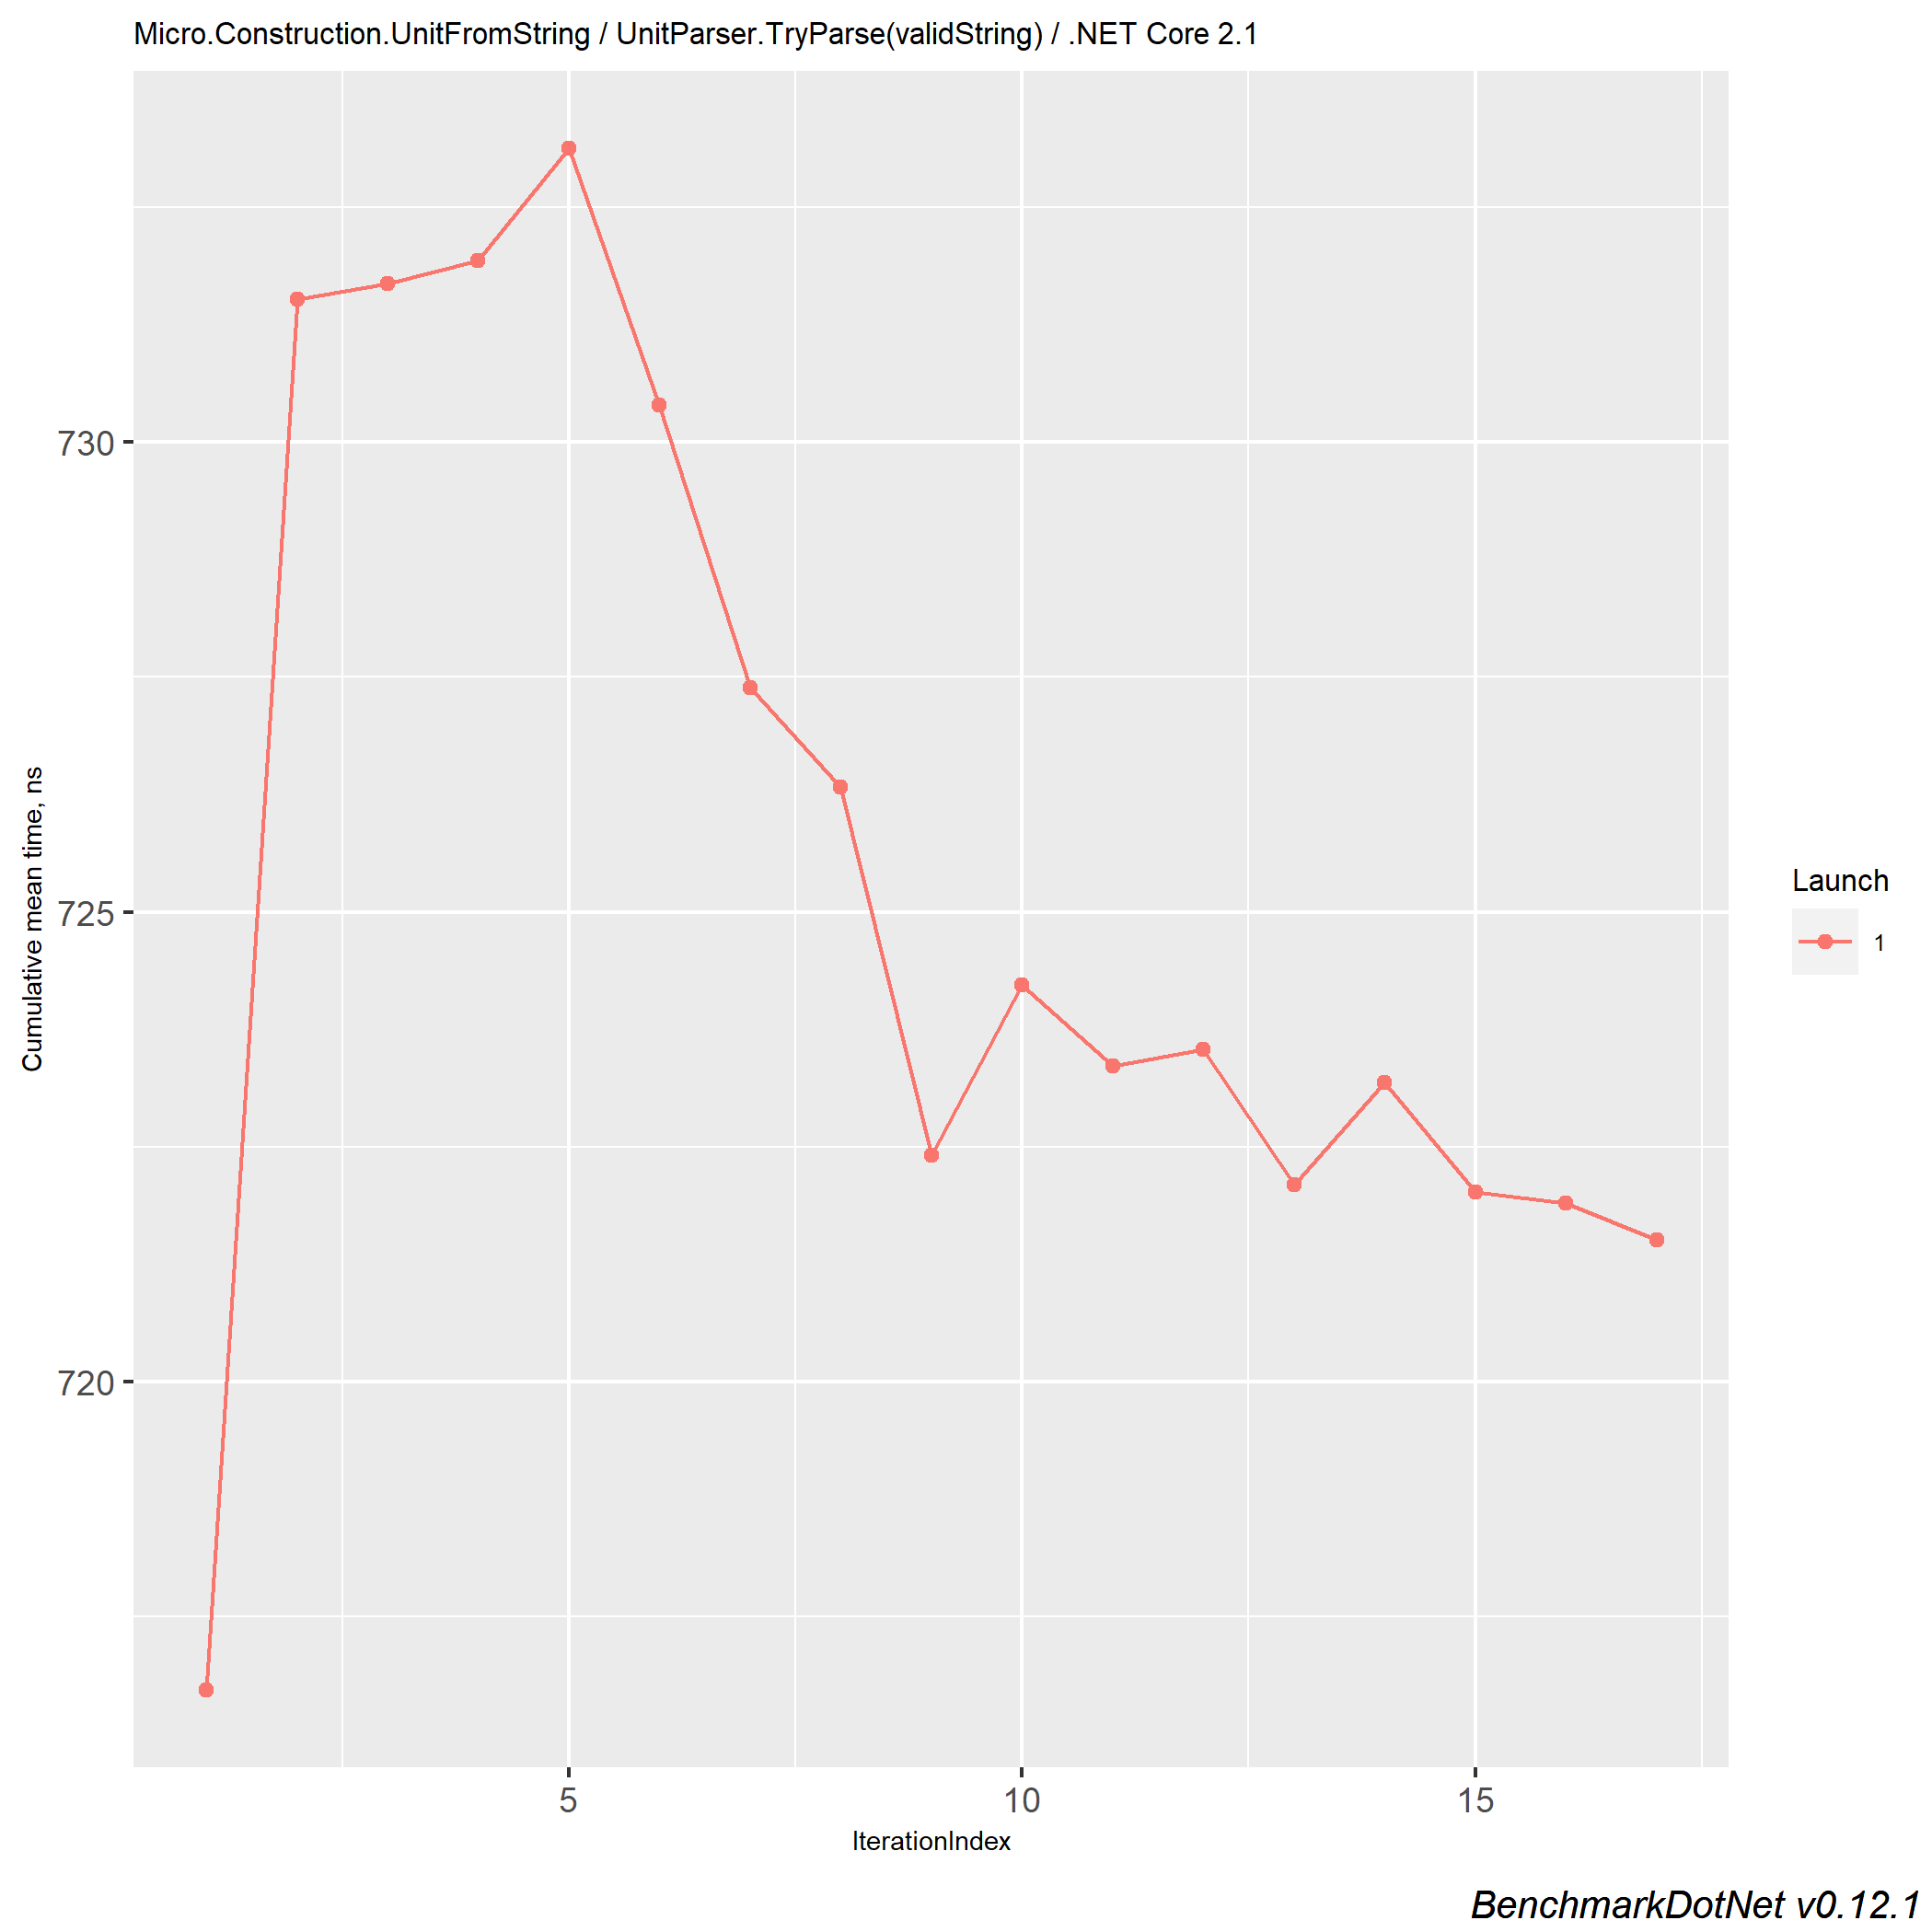 Micro.Construction.UnitFromString / UnitParser.TryParse(validString) / .NET Core 2.1
Cumulative mean time, ns
730
725
720
5
10
15
IterationIndex
Launch
1
BenchmarkDotNet v0.12.1